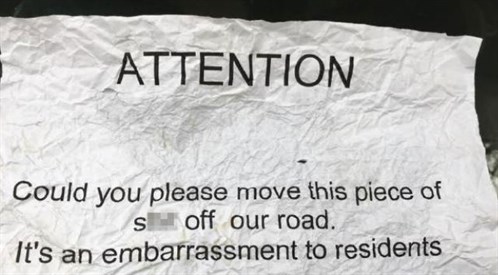 ATTENTION
Could you please move this piece of
s off our road.
It's an embarrassment to residents